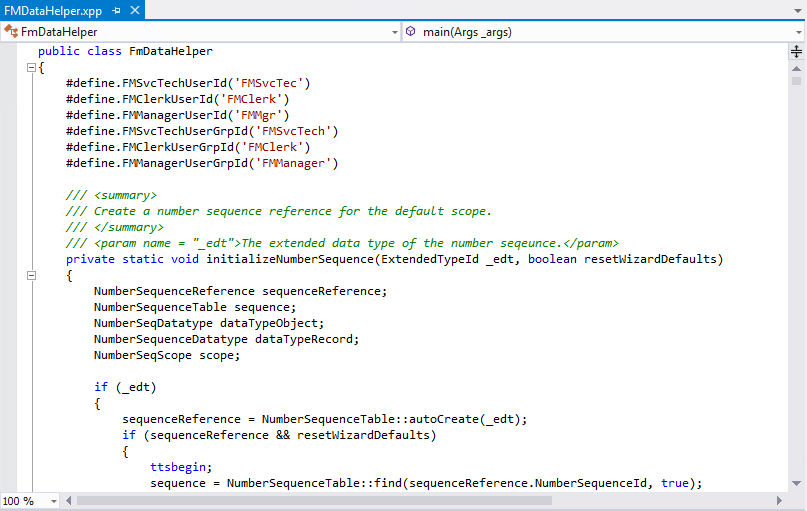 FMDataHelper.xpp
FmDataHelper
main(Args _args)
public class FmDataHelper
{
    #define.FMSvcTechUserId('FMSvcTec')
    #define.FMClerkUserId('FMClerk')
    #define.FMManagerUserId('FMMgr')
    #define.FMSvcTechUserGrpId('FMSvcTech')
    #define.FMClerkUserGrpId('FMClerk')
    #define.FMManagerUserGrpId('FMManager')

    /// <summary>
    /// Create a number sequence reference for the default scope.
    /// </summary>
    /// <param name = "_edt">The extended data type of the number seqeunce.</param>
    private static void initializeNumberSequence(ExtendedTypeId _edt, boolean resetWizardDefaults)
    {
        NumberSequenceReference sequenceReference;
        NumberSequenceTable sequence;
        NumberSeqDatatype dataTypeObject;
        NumberSequenceDatatype dataTypeRecord;
        NumberSeqScope scope;

        if (_edt)
        {
            sequenceReference = NumberSequenceTable::autoCreate(_edt);
            if (sequenceReference && resetWizardDefaults)
            {
                ttsbegin;
                sequence = NumberSequenceTable::find(sequenceReference.NumberSequenceId, true);
100 %